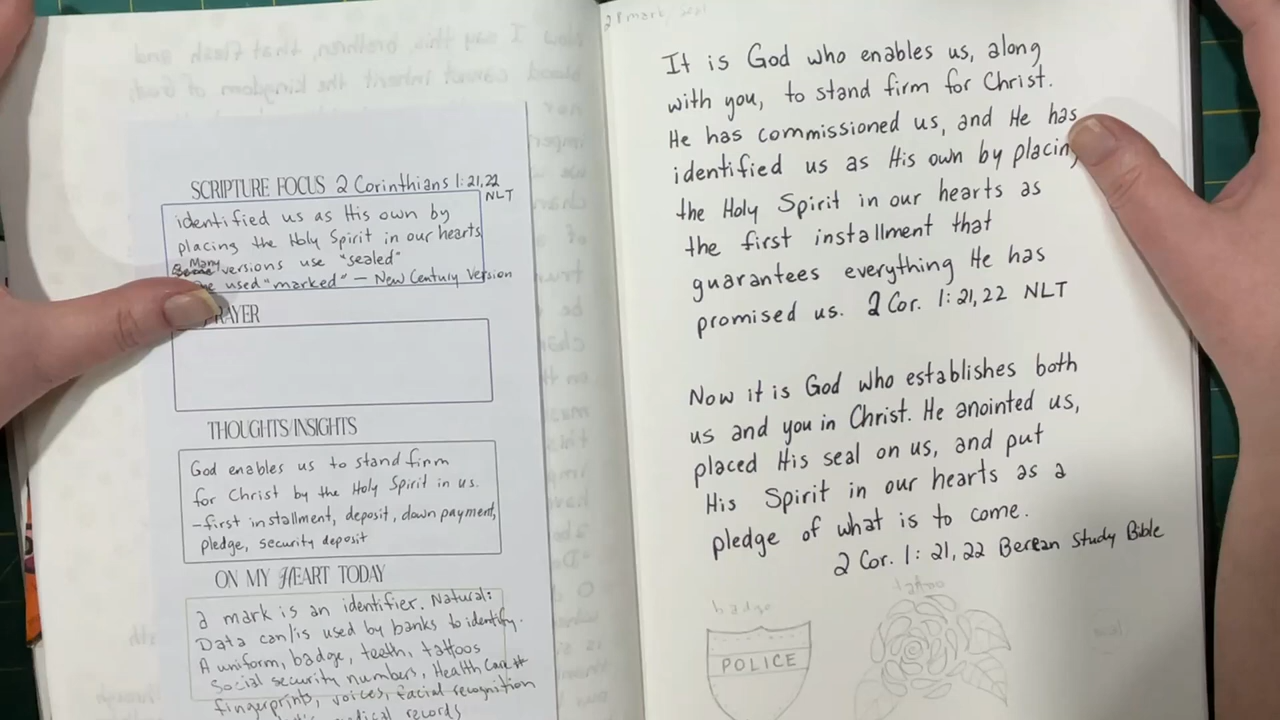 SCRIPTURE FOCUS 2 Corinthians 1:21,22
NLT
identified us as His own by
placing the Holy Spirit in our hearts
Many
versions use "sealed"
used "marked" — New Century Version
PRAYER
THOUGHTS/INSIGHTS
God enables us to stand firm
for Christ by the Holy Spirit in us.
-first installment, deposit, down payment,
pledge, security deposit
ON MY HEART TODAY
a mark is an identifier. Natural:
Data can/is used by banks to identify.
A uniform, badge, teeth, tattoos
Social security numbers, Health Care #
fingerprints, voices, facial recognition
medical records
It is God who enables us, along
with you, to stand firm for Christ.
He has commissioned us, and He has
identified us as His own by placing
the Holy Spirit in our hearts as
the first installment that
guarantees everything He has
promised us. 2 Cor. 1:21,22 NLT
Now it is God who establishes both
us and you in Christ. He anointed us,
placed His seal on us, and put
His Spirit in our hearts as a
pledge of what is to come.
2 Cor. 1: 21,22 Berean Study Bible
badge
POLICE